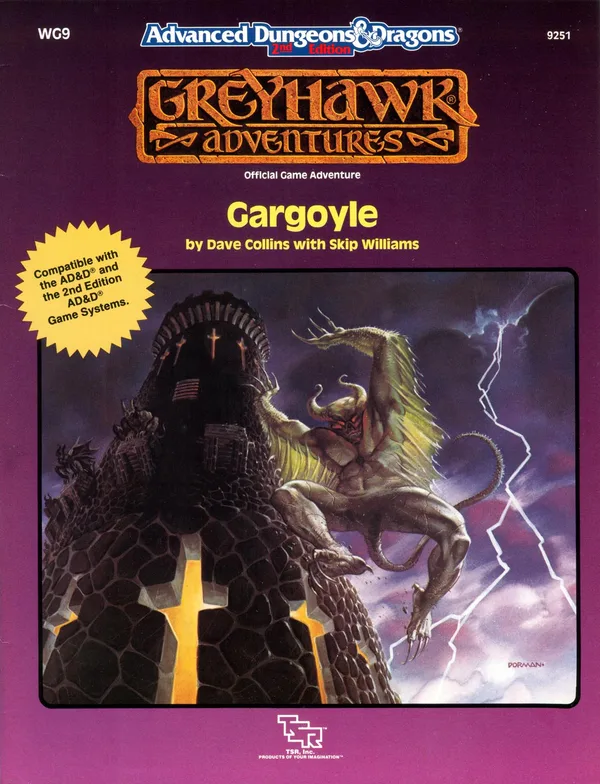 WG9
Advanced Dungeons & Dragons®
2nd Edition
9251
GREYHAWK®
ADVENTURES
Official Game Adventure
Gargoyle
by Dave Collins with Skip Williams
Compatible with
the AD&D® and
the 2nd Edition
AD&D®
Game Systems.
DORMAN
TSR
TSR, Inc.
PRODUCTS OF YOUR IMAGINATION™